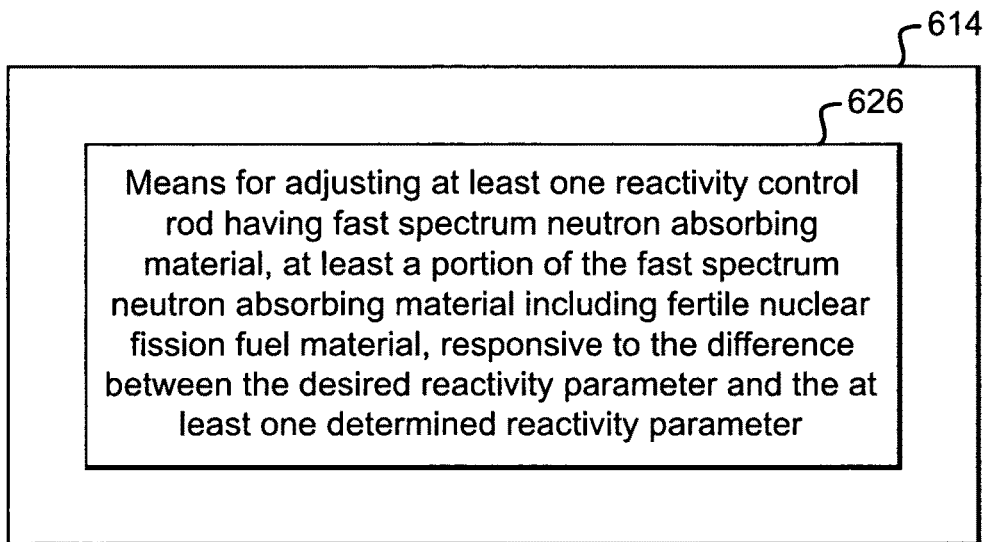 614
626
Means for adjusting at least one reactivity control
rod having fast spectrum neutron absorbing
material, at least a portion of the fast spectrum
neutron absorbing material including fertile nuclear
fission fuel material, responsive to the difference
between the desired reactivity parameter and the at
least one determined reactivity parameter